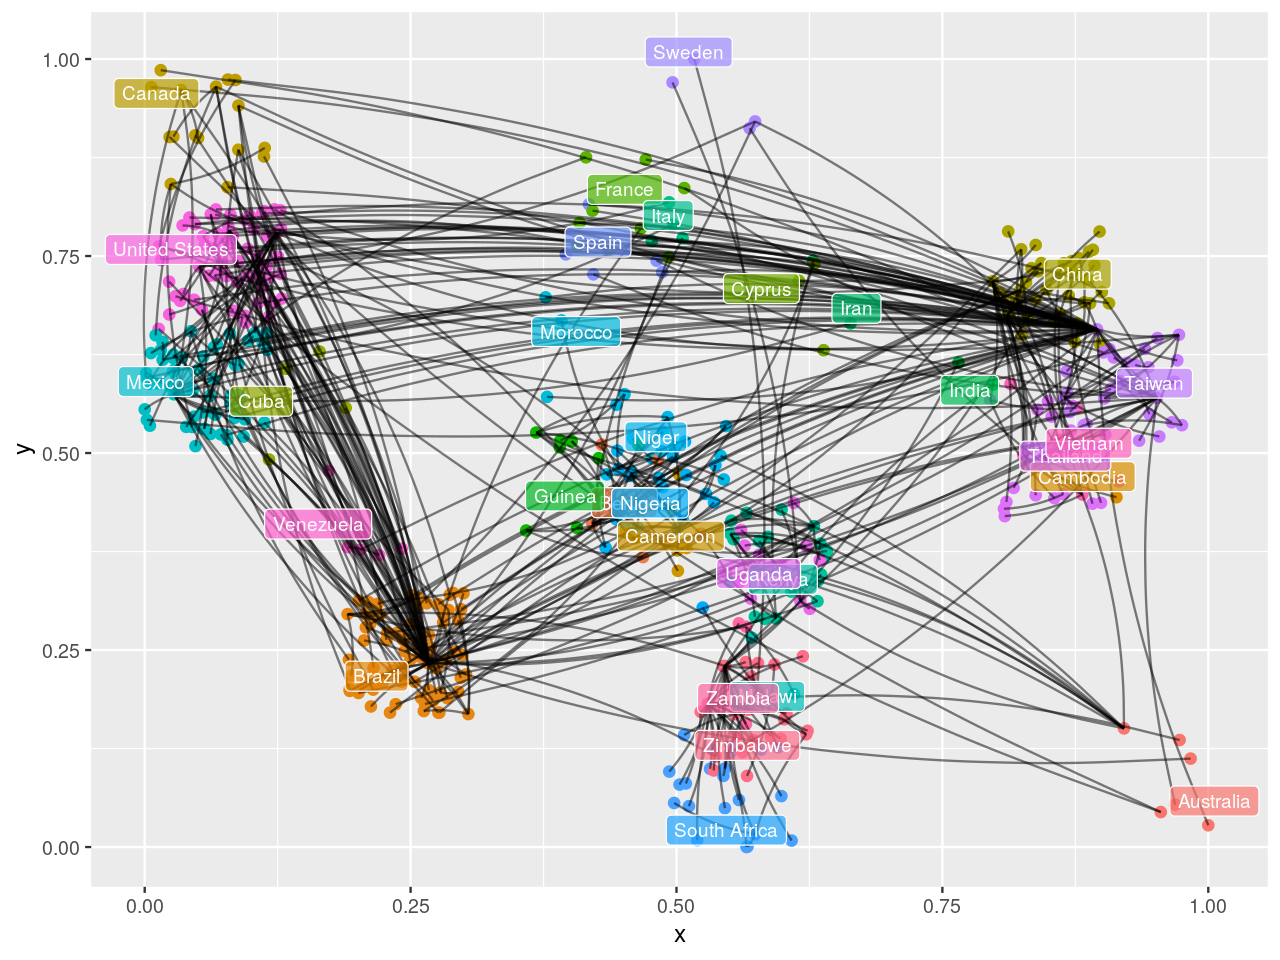 Sweden
1.00
Canada
France
Italy
Spain
United States
0.75
China
Cyprus
Iran
Morocco
Mexico
Taiwan
India
Cuba
Niger
Vietnam
0.50
Thailand
Cambodia
Guinea
Nigeria
Venezuela
Cameroon
Uganda
0.25
Brazil
Zambia
Zimbabwe
Australia
South Africa
0.00
0.00 0.25 0.50 0.75 1.00
x
y